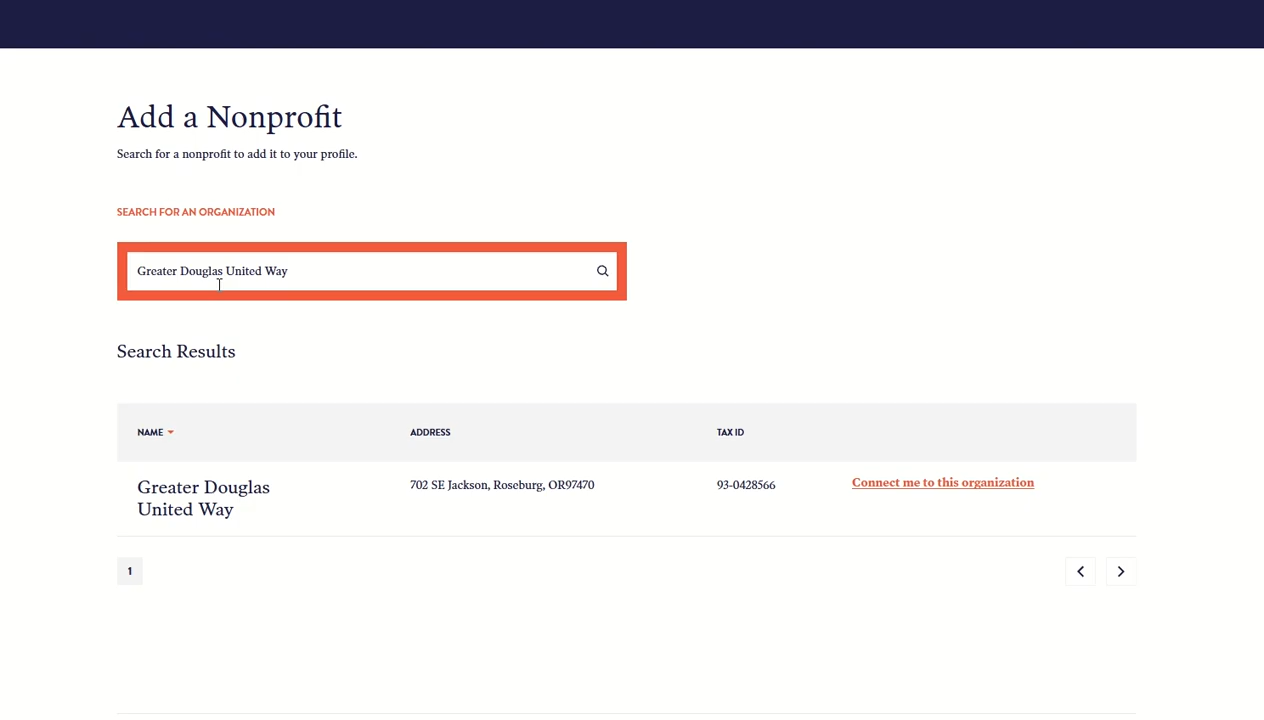 Add a Nonprofit
Search for a nonprofit to add it to your profile.
SEARCH FOR AN ORGANIZATION
Greater Douglas United Way
Search Results
NAME ADDRESS TAX ID
Greater Douglas 702 SE Jackson, Roseburg, OR97470 93-0428566 Connect me to this organization
United Way
1